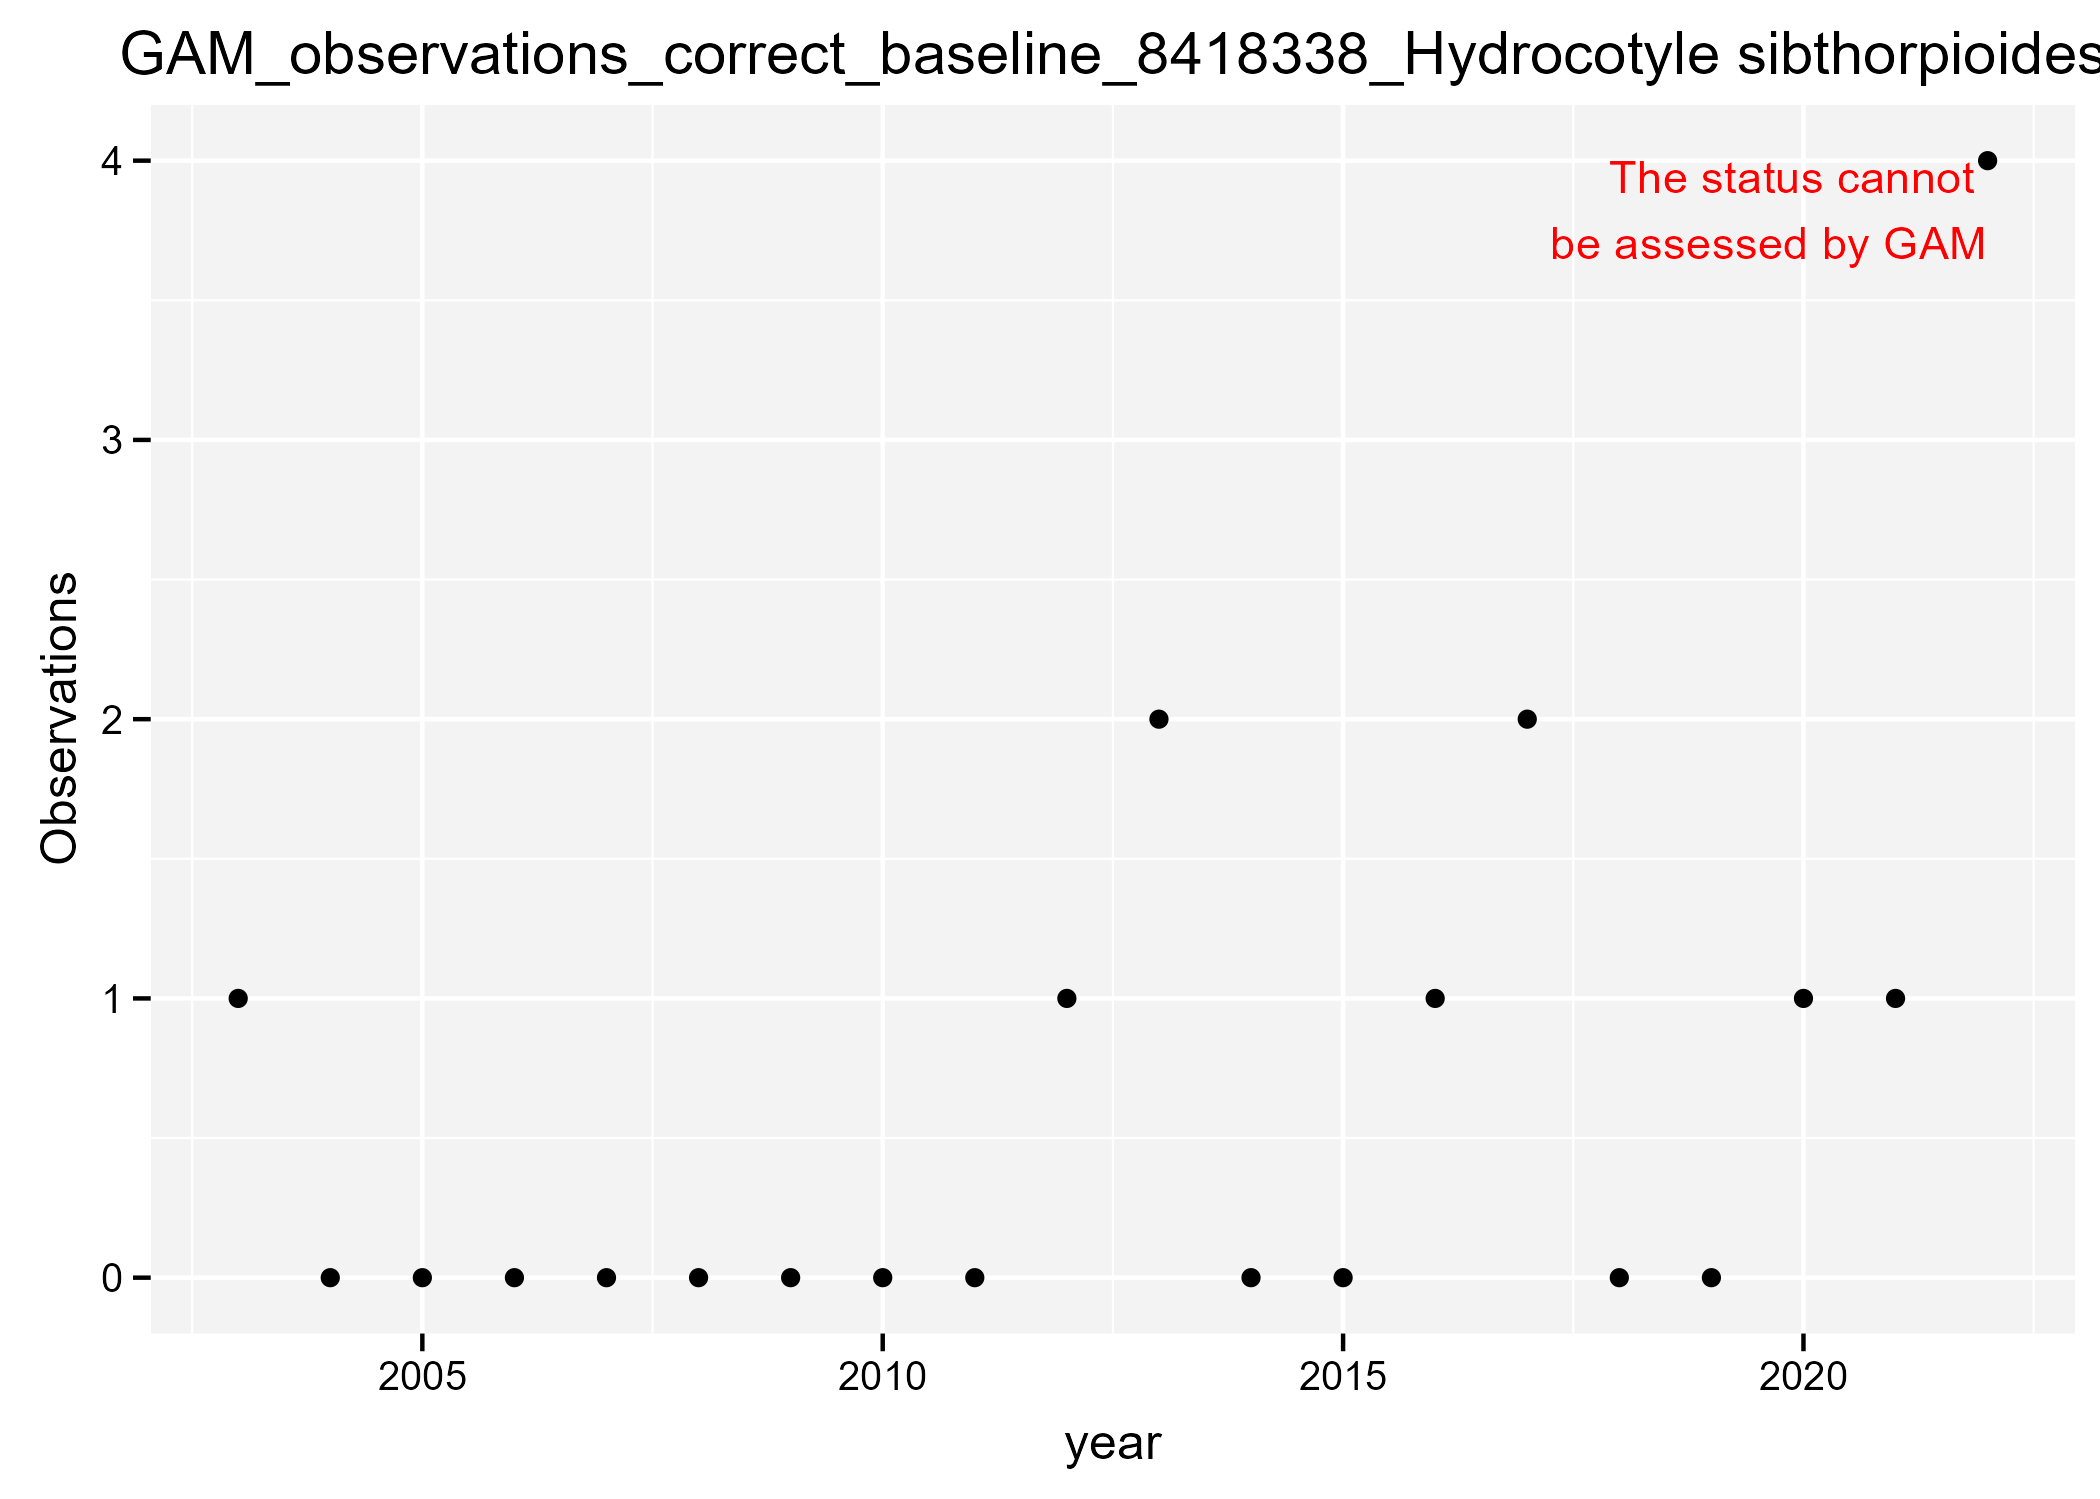 GAM_observations_correct_baseline_8418338_Hydrocotyle sibthorpioides
4
The status cannot
be assessed by GAM
3
Observations
2
1
0
2005 2010 2015 2020
year